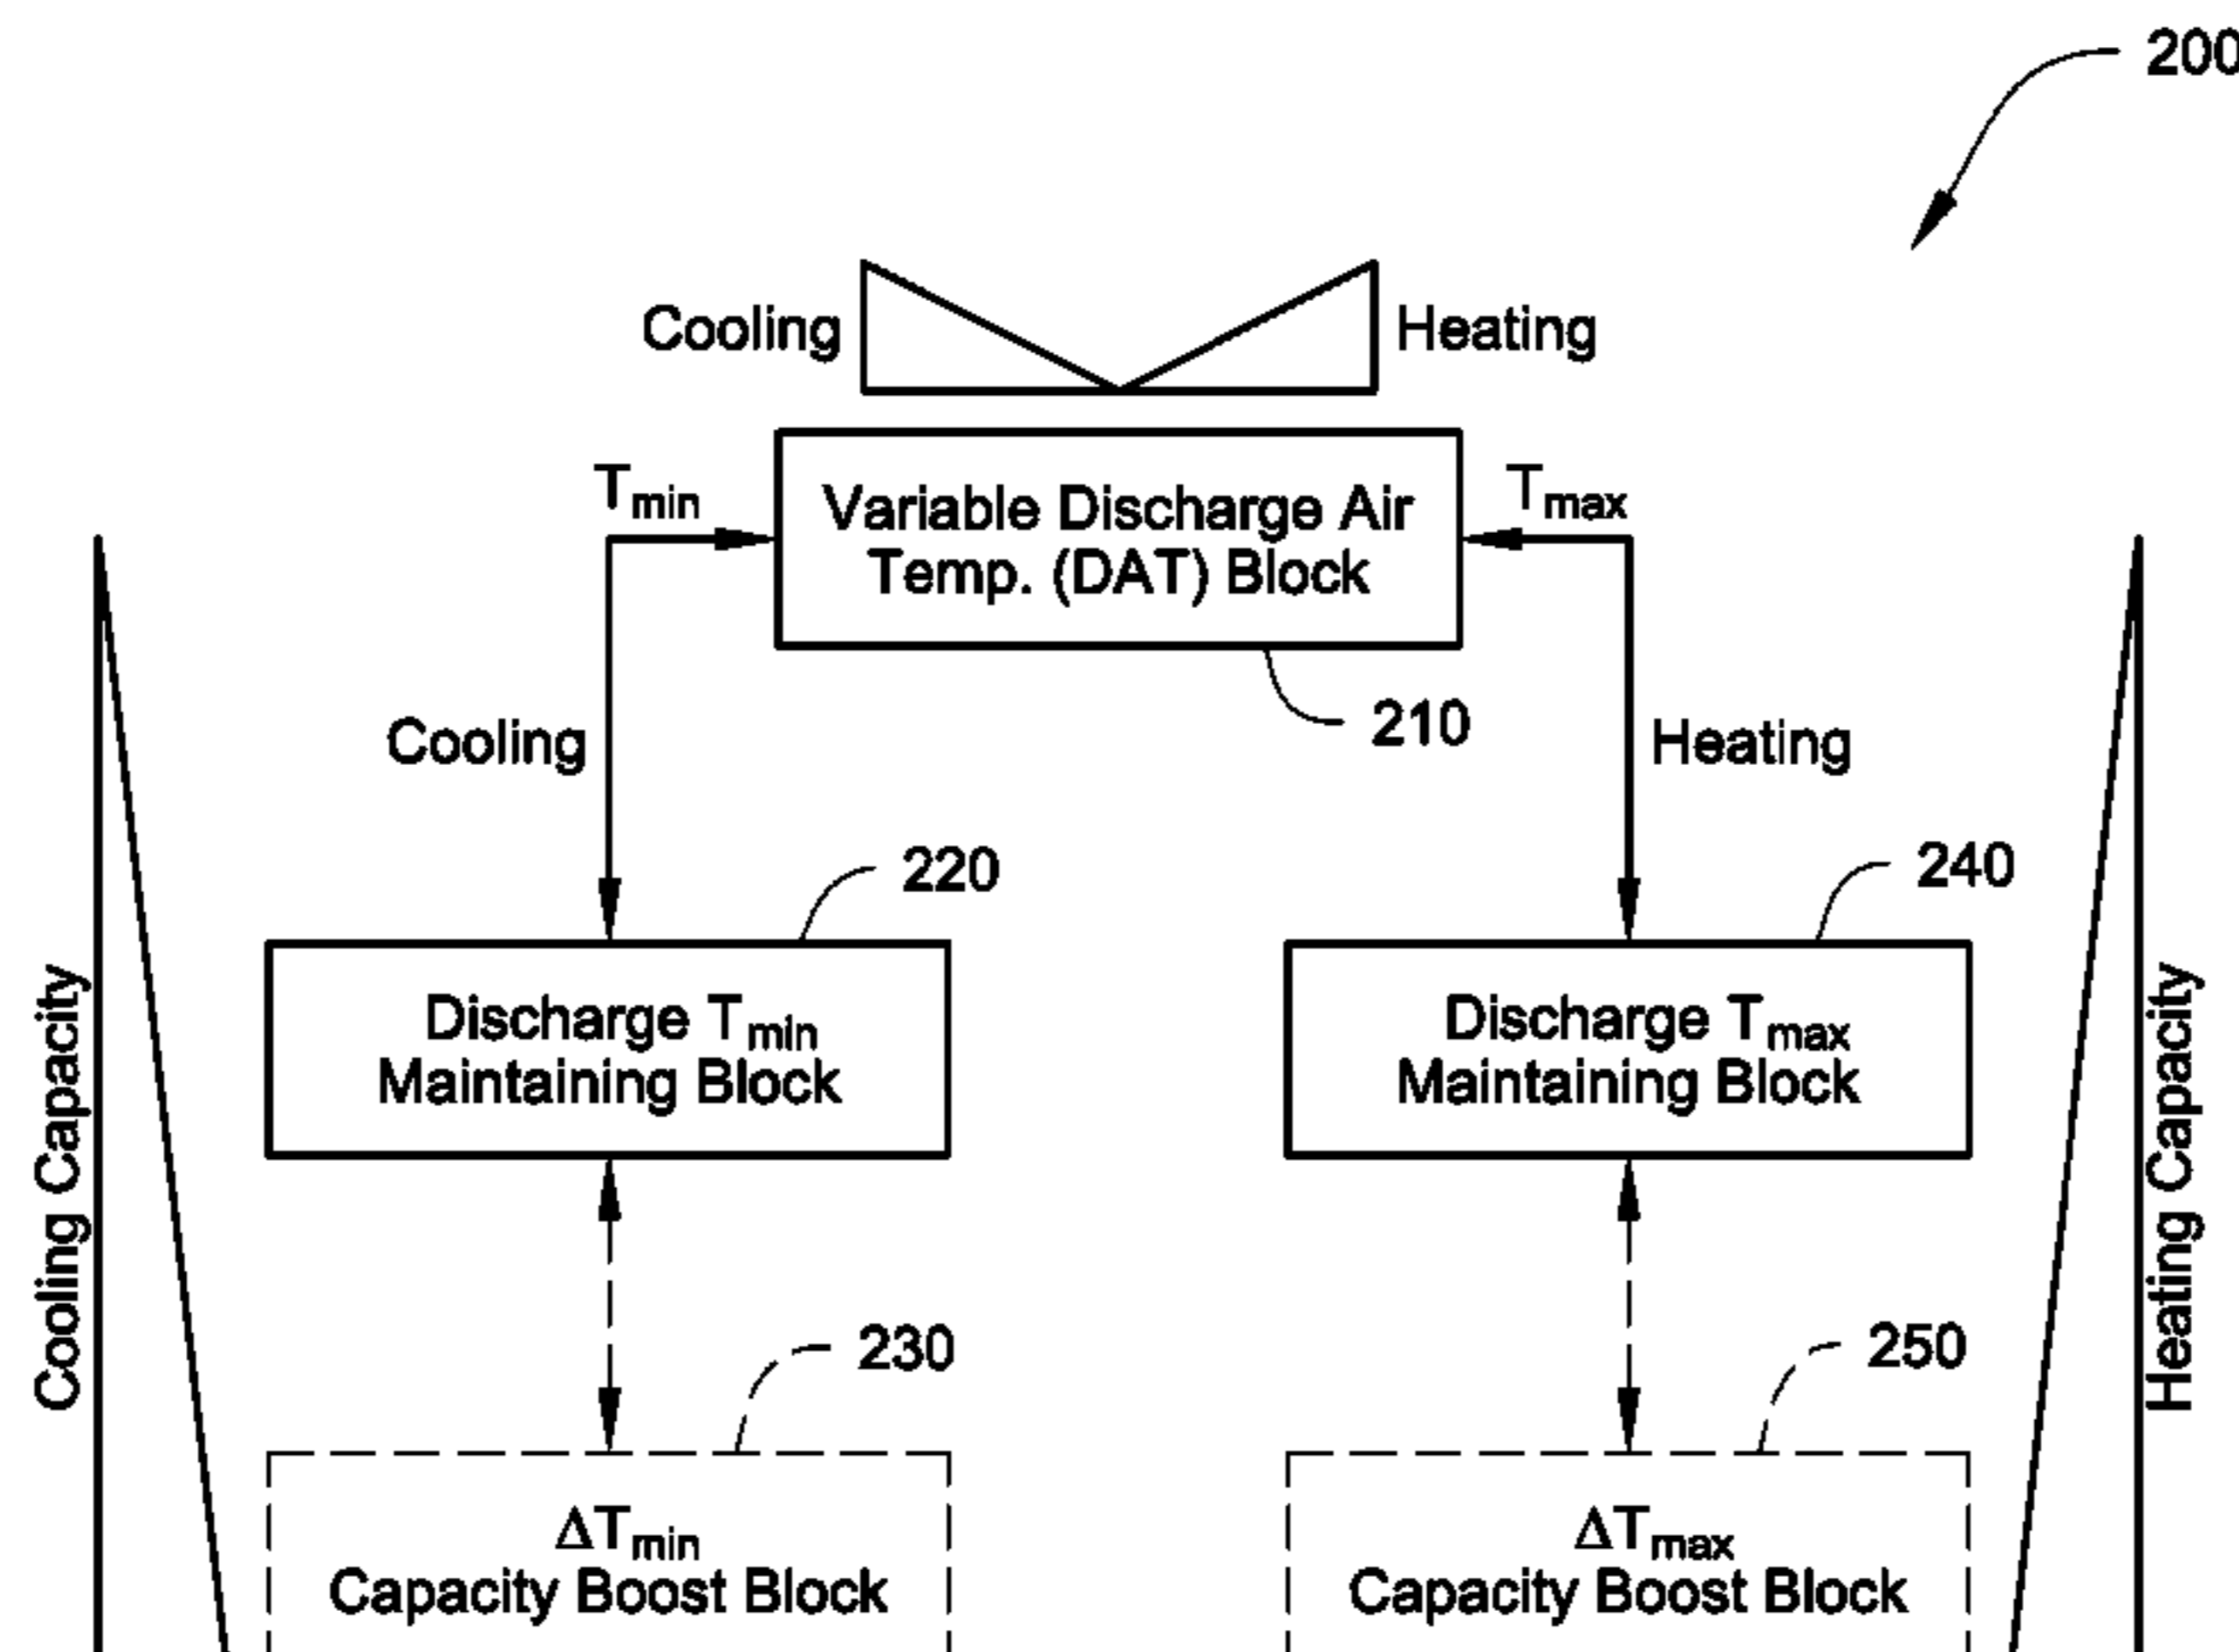 200
Cooling
Heating
Tmin
Tmax
Variable Discharge Air
Temp. (DAT) Block
210
Cooling
Heating
220
240
Discharge Tmin
Maintaining Block
Discharge Tmax
Maintaining Block
Cooling Capacity
Heating Capacity
230
250
ΔTmin
Capacity Boost Block
ΔTmax
Capacity Boost Block